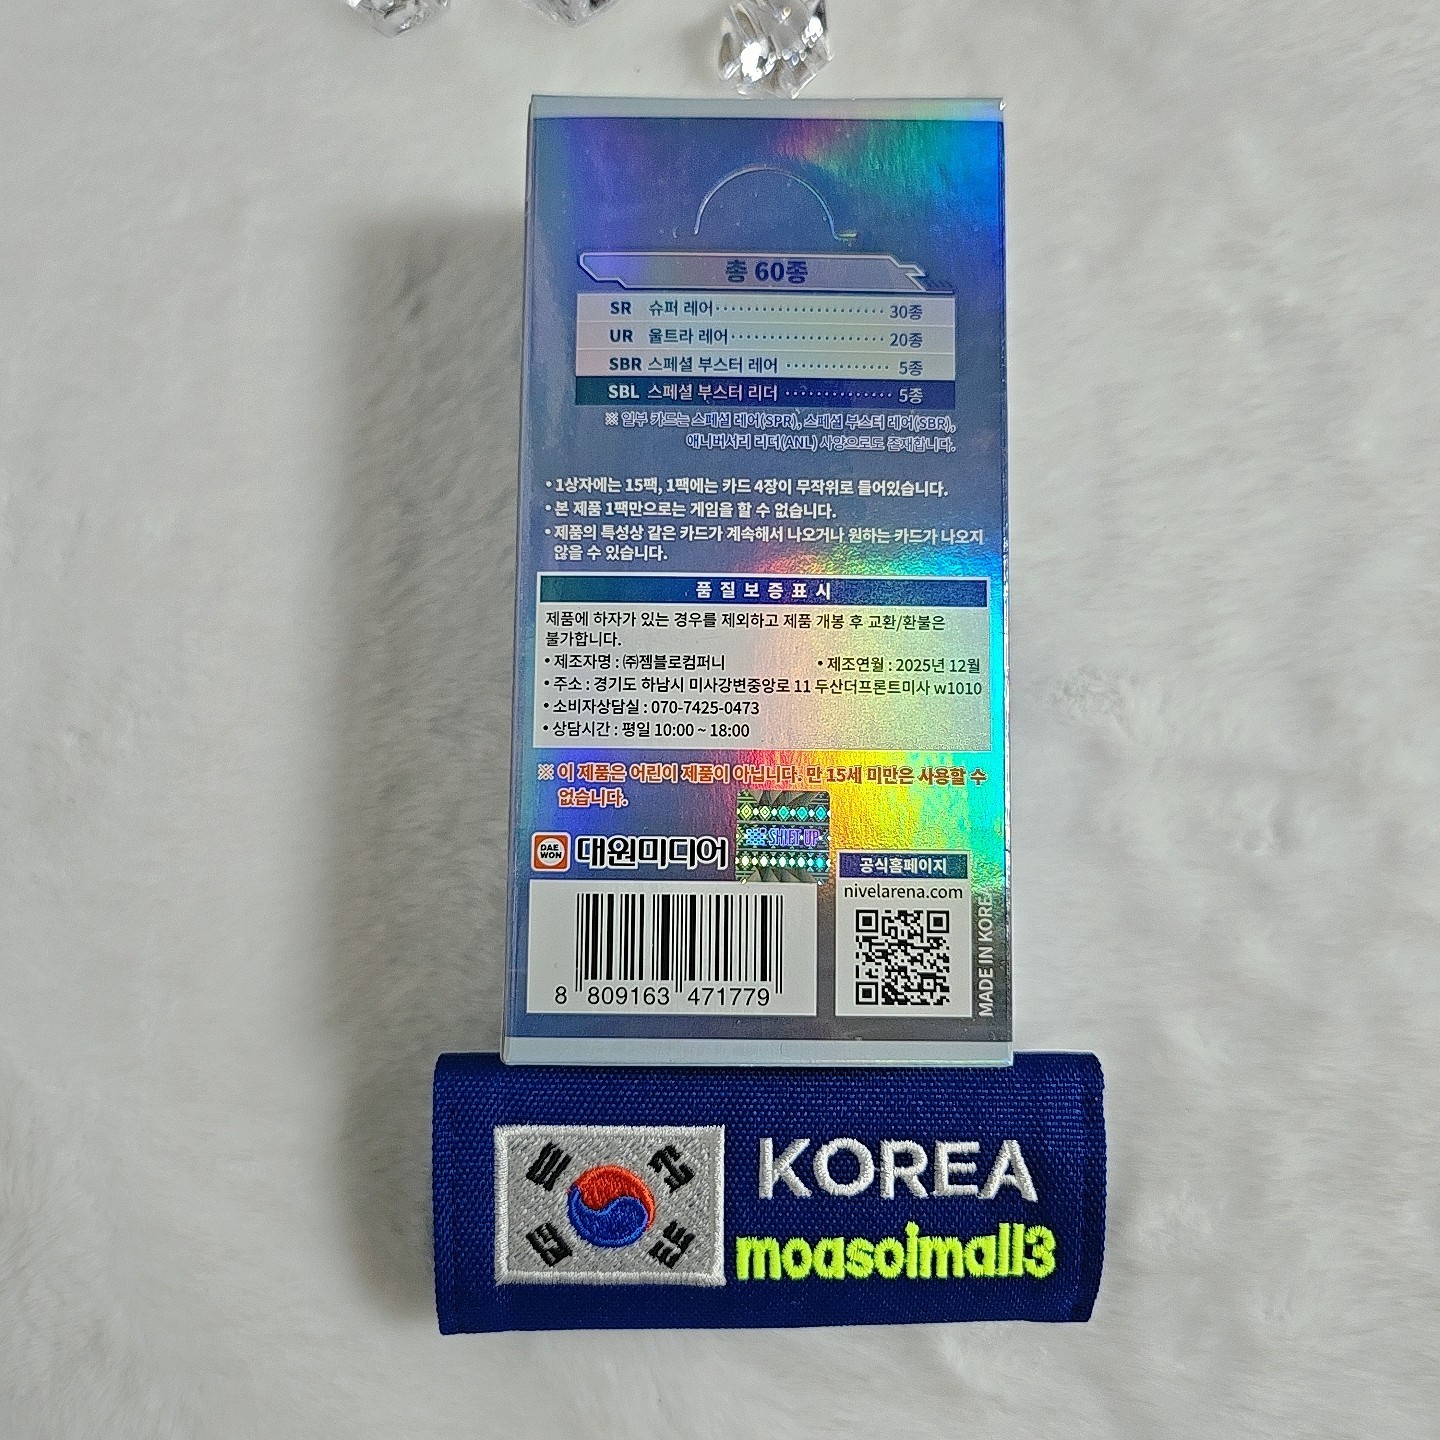 총 60종
SR 슈퍼 레어 30종
UR 울트라 레어 20종
SBR 스페셜 부스터 레어 5종
SBL 스페셜 부스터 리더 5종
※ 일부 카드는 스페셜 레어(SPR), 스페셜 부스터 레어(SBR),
애니버서리 리더(ANL) 사양으로도 존재합니다.
• 1상자에는 15팩, 1팩에는 카드 4장이 무작위로 들어있습니다.
• 본 제품 1팩만으로는 게임을 할 수 없습니다.
• 제품의 특성상 같은 카드가 계속해서 나오거나 원하는 카드가 나오지
않을 수 있습니다.
품질보증표시
제품에 하자가 있는 경우를 제외하고 제품 개봉 후 교환/환불은
불가합니다.
• 제조자명 : ㈜젬블로컴퍼니 • 제조연월 : 2025년 12월
• 주소 : 경기도 하남시 미사강변중앙로 11 두산더프론트미사 w1010
• 소비자상담실 : 070-7425-0473
• 상담시간 : 평일 10:00 ~ 18:00
※ 이 제품은 어린이 제품이 아닙니다. 만 15세 미만은 사용할 수
없습니다.
DAE
WON
대원미디어
SHIFT UP
공식홈페이지
nivelarena.com
MADE IN KOREA
8 809163 471779
KOREA
moasoimall3